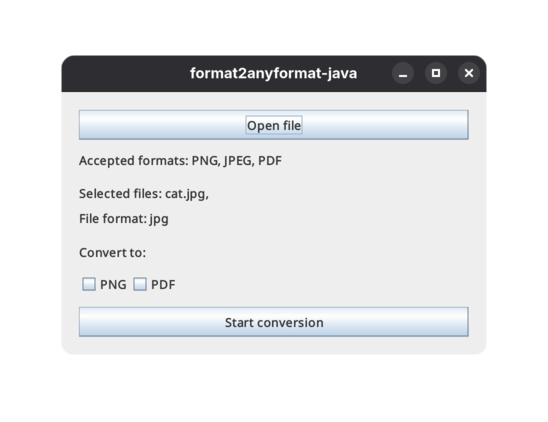 format2anyformat-java
Open file
Accepted formats: PNG, JPEG, PDF
Selected files: cat.jpg,
File format: jpg
Convert to:
PNG PDF
Start conversion